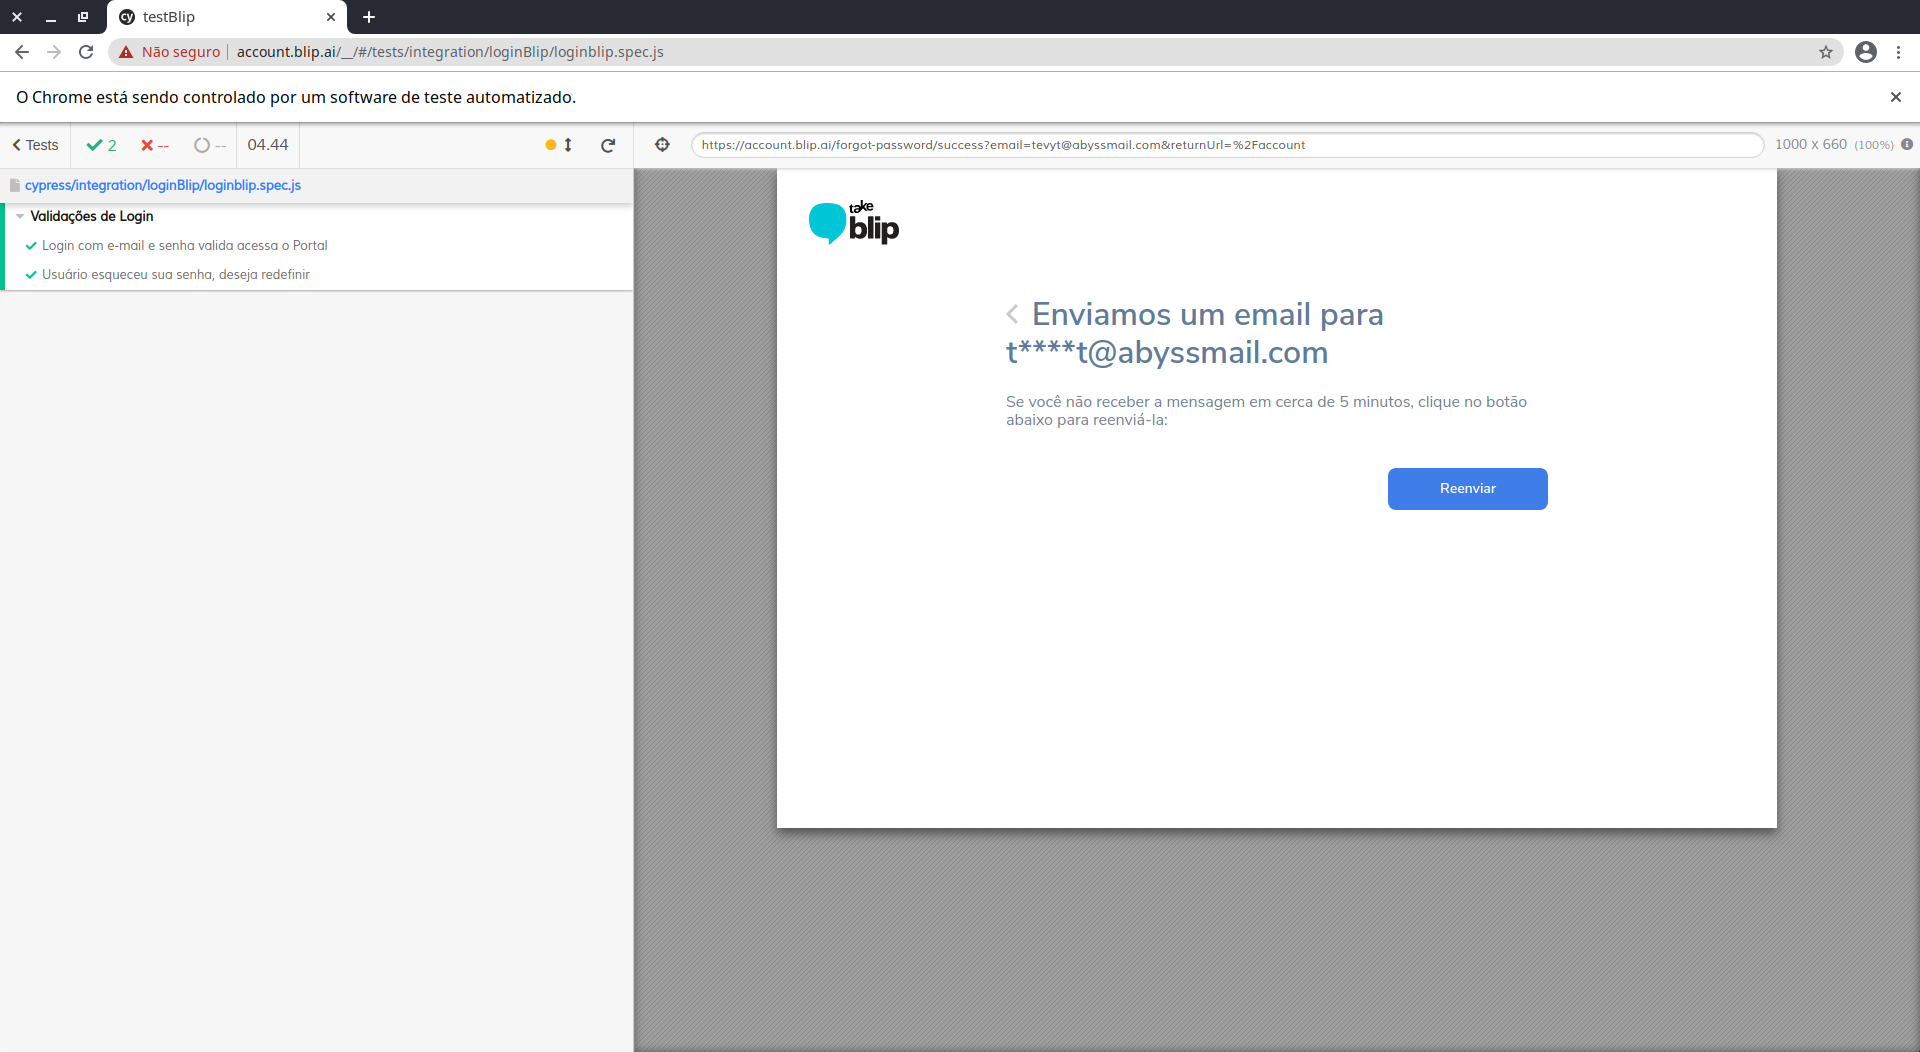 cy testBlip
Não seguro account.blip.ai/__/#/tests/integration/loginBlip/loginblip.spec.js
O Chrome está sendo controlado por um software de teste automatizado.
Tests 2 -- -- 04.44
https://account.blip.ai/forgot-password/success?email=tevyt@abyssmail.com&returnUrl=%2Faccount
1000 x 660 (100%)
cypress/integration/loginBlip/loginblip.spec.js
Validações de Login
Login com e-mail e senha valida acessa o Portal
Usuário esqueceu sua senha, deseja redefinir
take
blip
Enviamos um email para
t****t@abyssmail.com
Se você não receber a mensagem em cerca de 5 minutos, clique no botão
abaixo para reenviá-la:
Reenviar